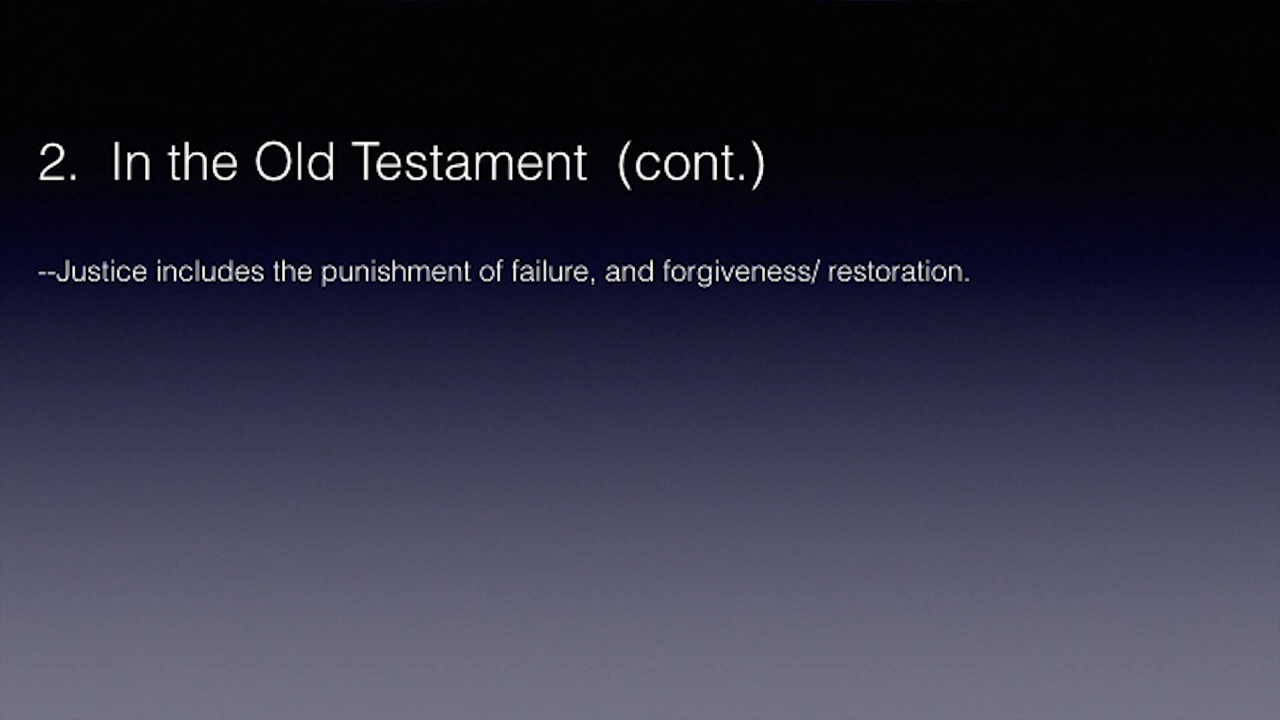 2.  In the Old Testament  (cont.)
--Justice includes the punishment of failure, and forgiveness/ restoration.